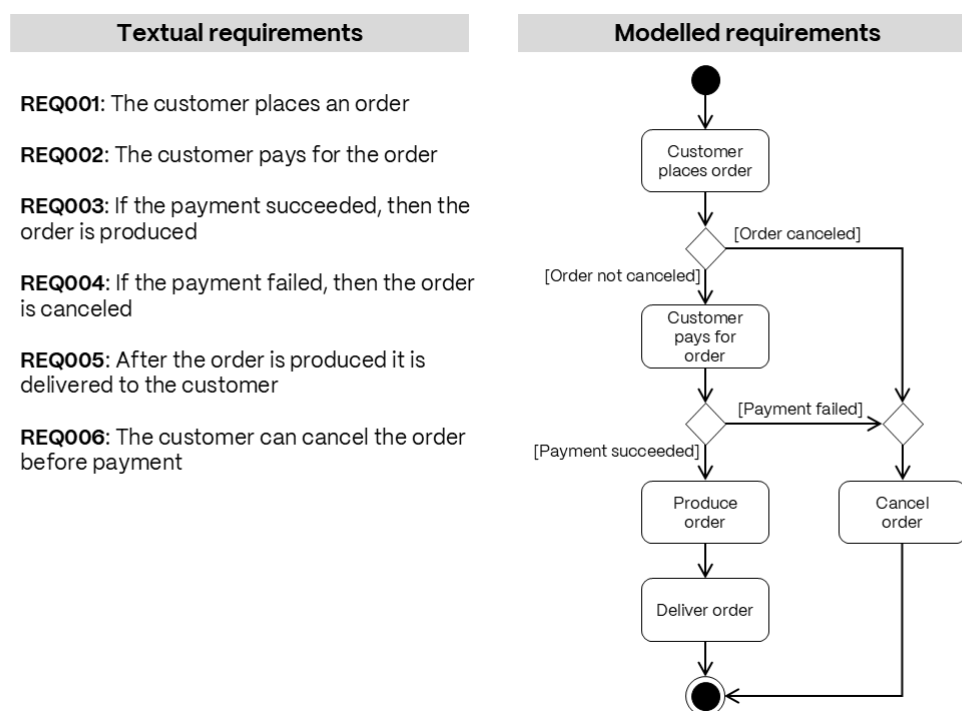 Textual requirements
REQ001: The customer places an order
REQ002: The customer pays for the order
REQ003: If the payment succeeded, then the
order is produced
REQ004: If the payment failed, then the order
is canceled
REQ005: After the order is produced it is
delivered to the customer
REQ006: The customer can cancel the order
before payment
Modelled requirements
Customer
places order
[Order canceled]
[Order not canceled]
Customer
pays for
order
[Payment failed]
[Payment succeeded]
Produce
order
Cancel
order
Deliver order